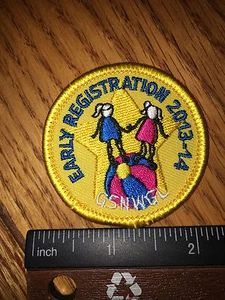 EARLY REGISTRATION 2013-14
GSNWGL
inch 1 2